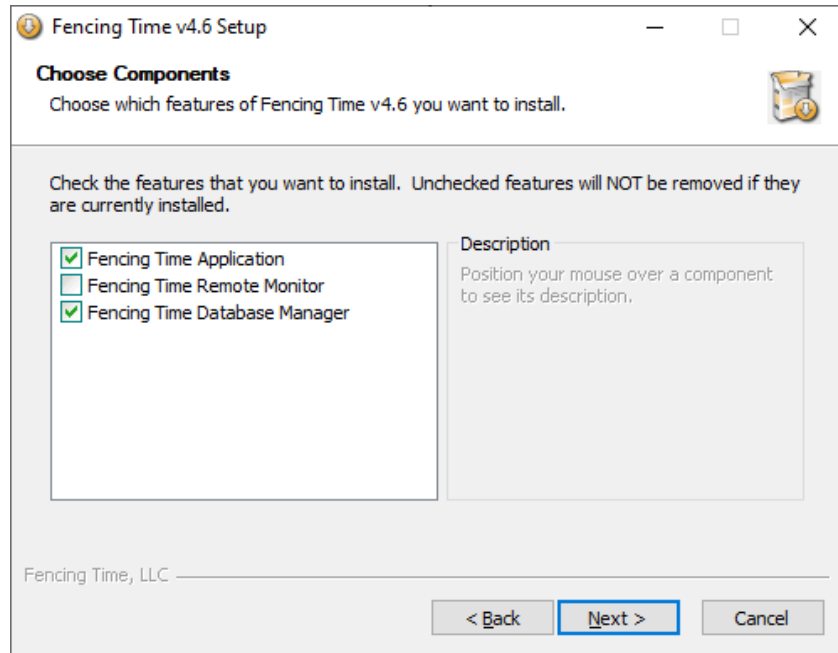 Fencing Time v4.6 Setup
Choose Components
Choose which features of Fencing Time v4.6 you want to install.
Check the features that you want to install.  Unchecked features will NOT be removed if they
are currently installed.
Fencing Time Application
Fencing Time Remote Monitor
Fencing Time Database Manager
Description
Position your mouse over a component
to see its description.
Fencing Time, LLC
< Back
Next >
Cancel